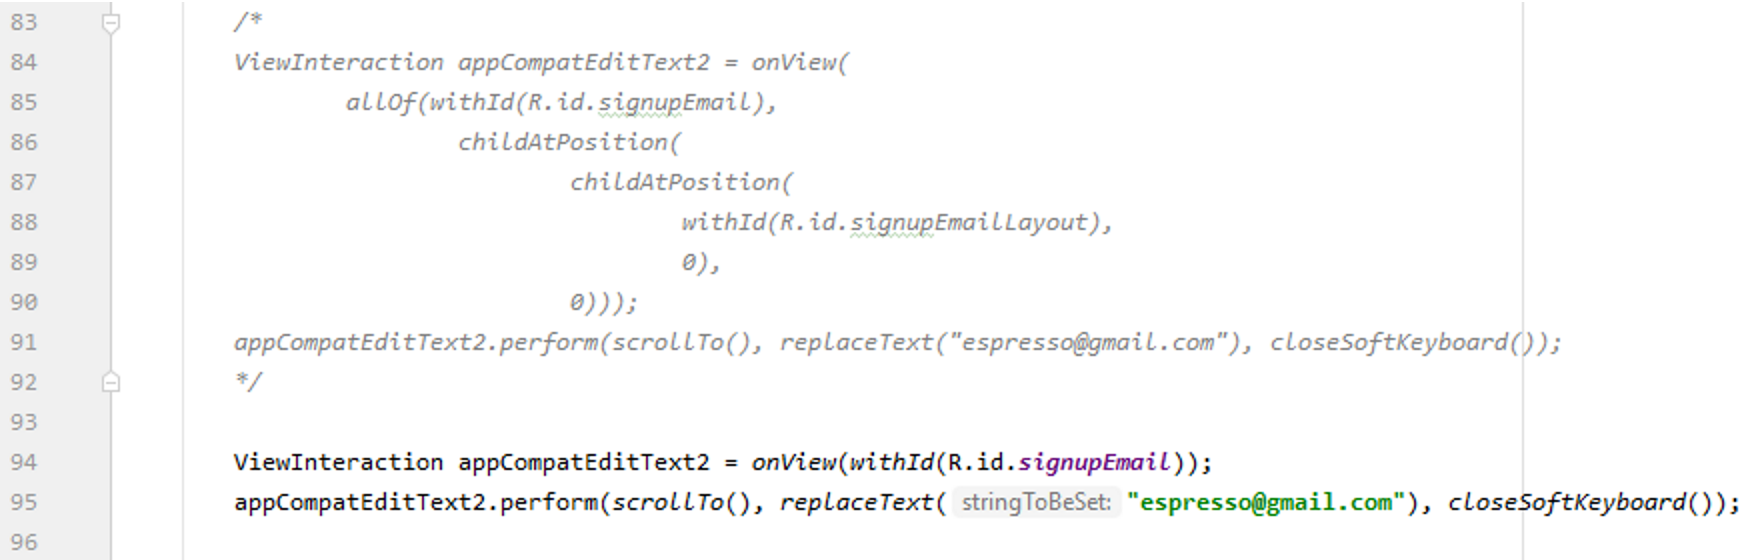 83 /*
84 ViewInteraction appCompatEditText2 = onView(
85 allOf(withId(R.id.signupEmail),
86 childAtPosition(
87 childAtPosition(
88 withId(R.id.signupEmailLayout),
89 0),
90 0)));
91 appCompatEditText2.perform(scrollTo(), replaceText("espresso@gmail.com"), closeSoftKeyboard());
92 */
93
94 ViewInteraction appCompatEditText2 = onView(withId(R.id.signupEmail));
95 appCompatEditText2.perform(scrollTo(), replaceText( stringToBeSet: "espresso@gmail.com"), closeSoftKeyboard());
96